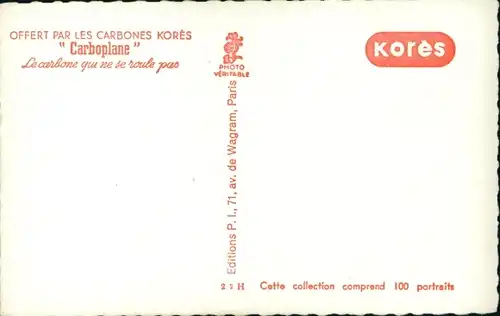 OFFERT PAR LES CARBONES KORÈS
" Carboplane "
Le carbone qui ne se roule pas
PHOTO
VÉRITABLE
Korès
Editions P. I., 71, av. de Wagram, Paris
22 H
Cette collection comprend 100 portraits